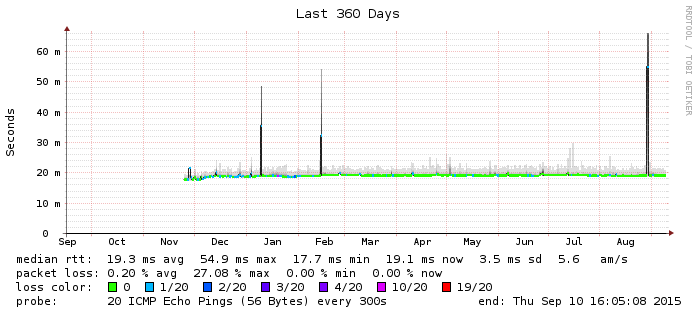 Last 360 Days
RRDTOOL / TOBI OETIKER
Seconds
60 m
50 m
40 m
30 m
20 m
10 m
0
Sep Oct Nov Dec Jan Feb Mar Apr May Jun Jul Aug
median rtt: 19.3 ms avg 54.9 ms max 17.7 ms min 19.1 ms now 3.5 ms sd 5.6 am/s
packet loss: 0.20 % avg 27.08 % max 0.00 % min 0.00 % now
loss color: 0 1/20 2/20 3/20 4/20 10/20 19/20
probe: 20 ICMP Echo Pings (56 Bytes) every 300s end: Thu Sep 10 16:05:08 2015